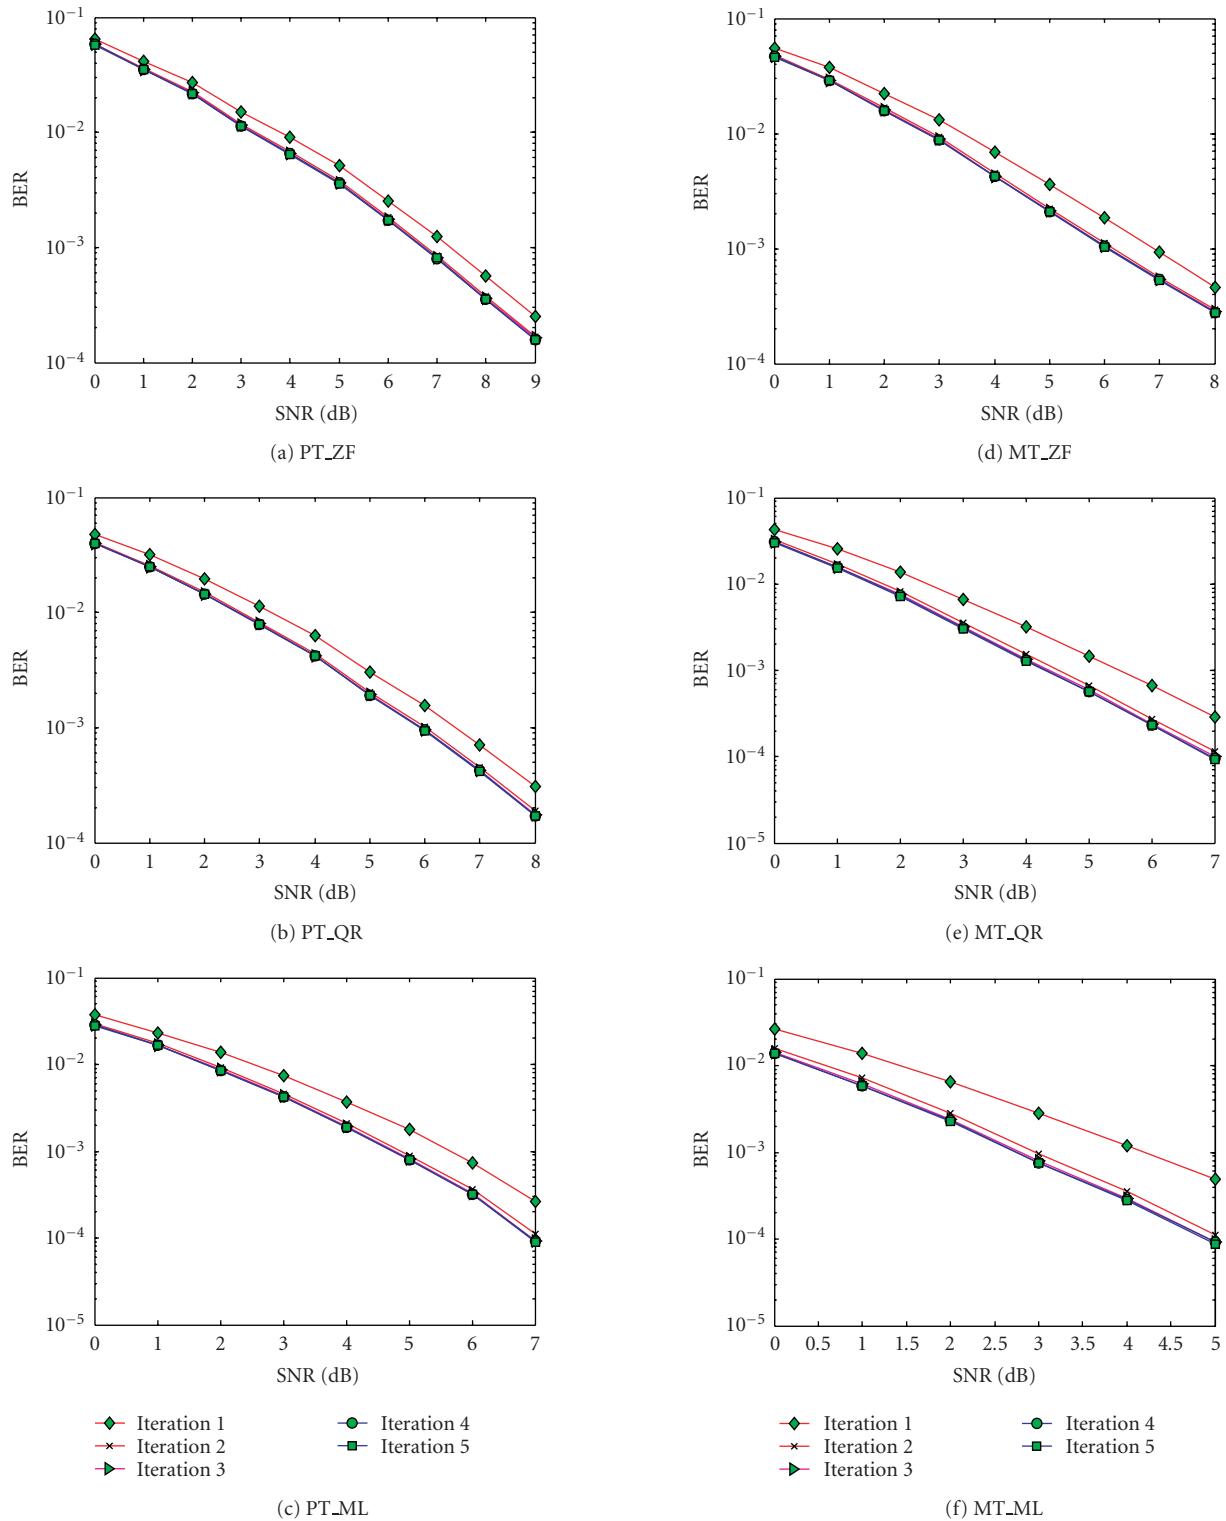 10−1
10−2
10−3
10−4
BER
0 1 2 3 4 5 6 7 8 9
SNR (dB)
(a) PT_ZF
10−1
10−2
10−3
10−4
BER
0 1 2 3 4 5 6 7 8
SNR (dB)
(d) MT_ZF
10−1
10−2
10−3
10−4
BER
0 1 2 3 4 5 6 7 8
SNR (dB)
(b) PT_QR
10−1
10−2
10−3
10−4
10−5
BER
0 1 2 3 4 5 6 7
SNR (dB)
(e) MT_QR
10−1
10−2
10−3
10−4
10−5
BER
0 1 2 3 4 5 6 7
SNR (dB)
Iteration 1
Iteration 2
Iteration 3
Iteration 4
Iteration 5
(c) PT_ML
10−1
10−2
10−3
10−4
10−5
BER
0 0.5 1 1.5 2 2.5 3 3.5 4 4.5 5
SNR (dB)
Iteration 1
Iteration 2
Iteration 3
Iteration 4
Iteration 5
(f) MT_ML